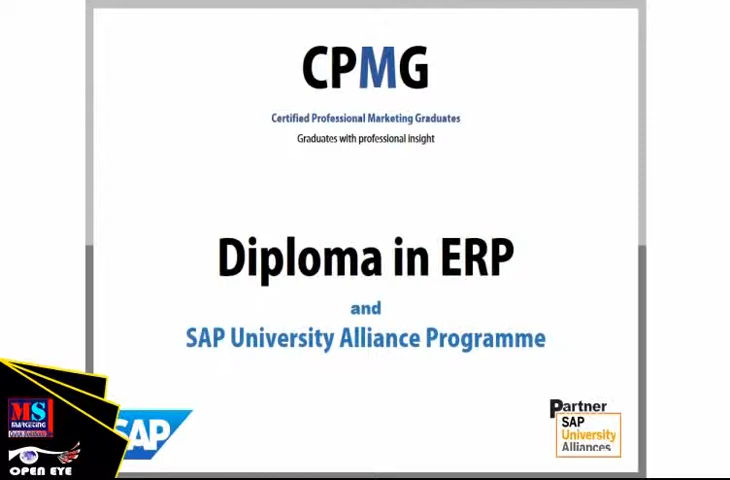 CPMG
Certified Professional Marketing Graduates
Graduates with professional insight
Diploma in ERP
and
SAP University Alliance Programme
MS
MARKETING
OPEN EYE
SAP
Partner
SAP
University
Alliances